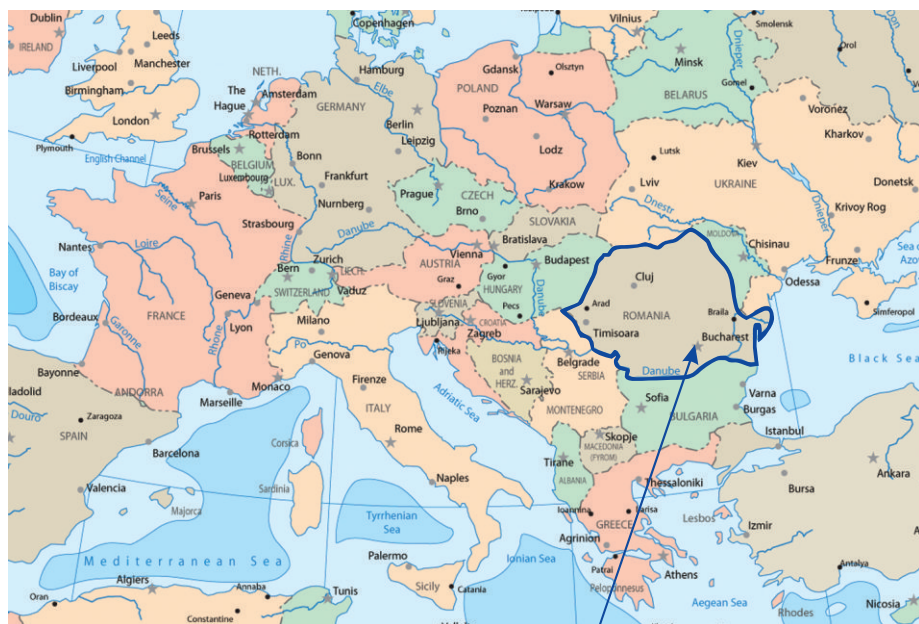 Dublin
IRELAND
Leeds
Liverpool
Manchester
Birmingham
London
Plymouth
English Channel
NETH.
The
Hague
Amsterdam
Rotterdam
Brussels
BELGIUM
Luxembourg
LUX.
Copenhagen
Hamburg
Elbe
GERMANY
Berlin
Leipzig
Bonn
Frankfurt
Nurnberg
Rhine
Danube
Gdansk
Olsztyn
POLAND
Poznan
Warsaw
Lodz
Krakow
Vilnius
Minsk
BELARUS
Smolensk
Dnieper
Gomel
Orol
Don
Voronez
Kharkov
Lutsk
Lviv
Kiev
UKRAINE
Donetsk
Krivoy Rog
Dnieper
Dnestr
Paris
Seine
Strasbourg
Loire
Nantes
Bay of
Biscay
FRANCE
Bordeaux
Garonne
Bayonne
Geneva
Lyon
Rhone
Marseille
Monaco
ANDORRA
Prague
CZECH
Brno
SLOVAKIA
Bratislava
Vienna
AUSTRIA
Graz
Zurich
Bern
LIECH.
Vaduz
SWITZERLAND
Gyor
Budapest
HUNGARY
Pecs
Danube
SLOVENIA
Ljubljana
CROATIA
Zagreb
Rijeka
Milano
Po
Genova
Firenze
ITALY
Rome
Naples
Adriatic Sea
BOSNIA
and
HERZ.
Sarajevo
Belgrade
SERBIA
MONTENEGRO
Cluj
Arad
ROMANIA
Timisoara
Braila
Bucharest
Danube
MOLDOVA
Chisinau
Odessa
Frunze
Sea of
Simferopol
Black Sea
Varna
Burgas
Sofia
BULGARIA
Skopje
MACEDONIA
(FYROM)
Tirane
ALBANIA
Istanbul
Bursa
Ankara
Izmir
Antalya
Thessaloniki
Ioannina
Larisa
GREECE
Lesbos
Agrinion
Patrai
Athens
Peloponnesus
Aegean Sea
Rhodes
Nicosia
Ionian Sea
Douro
Zaragoza
SPAIN
Barcelona
Valencia
Majorca
Corsica
Sardinia
Tyrrhenian
Sea
Mediterranean Sea
Palermo
Sicily
Catania
Algiers
Annaba
Tunis
Oran
Constantine